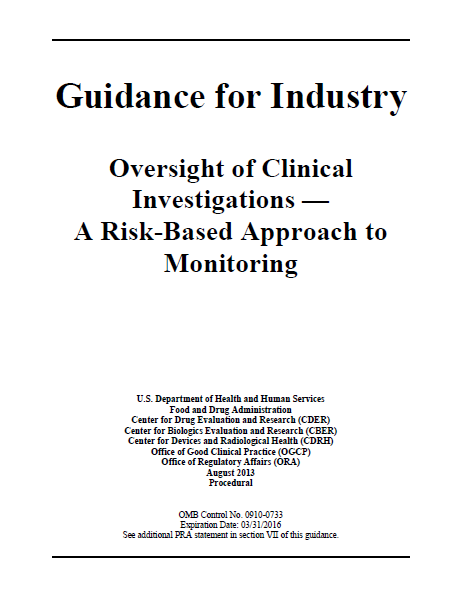 Guidance for Industry
Oversight of Clinical
Investigations —
A Risk-Based Approach to
Monitoring
U.S. Department of Health and Human Services
Food and Drug Administration
Center for Drug Evaluation and Research (CDER)
Center for Biologics Evaluation and Research (CBER)
Center for Devices and Radiological Health (CDRH)
Office of Good Clinical Practice (OGCP)
Office of Regulatory Affairs (ORA)
August 2013
Procedural
OMB Control No. 0910-0733
Expiration Date: 03/31/2016
See additional PRA statement in section VII of this guidance.